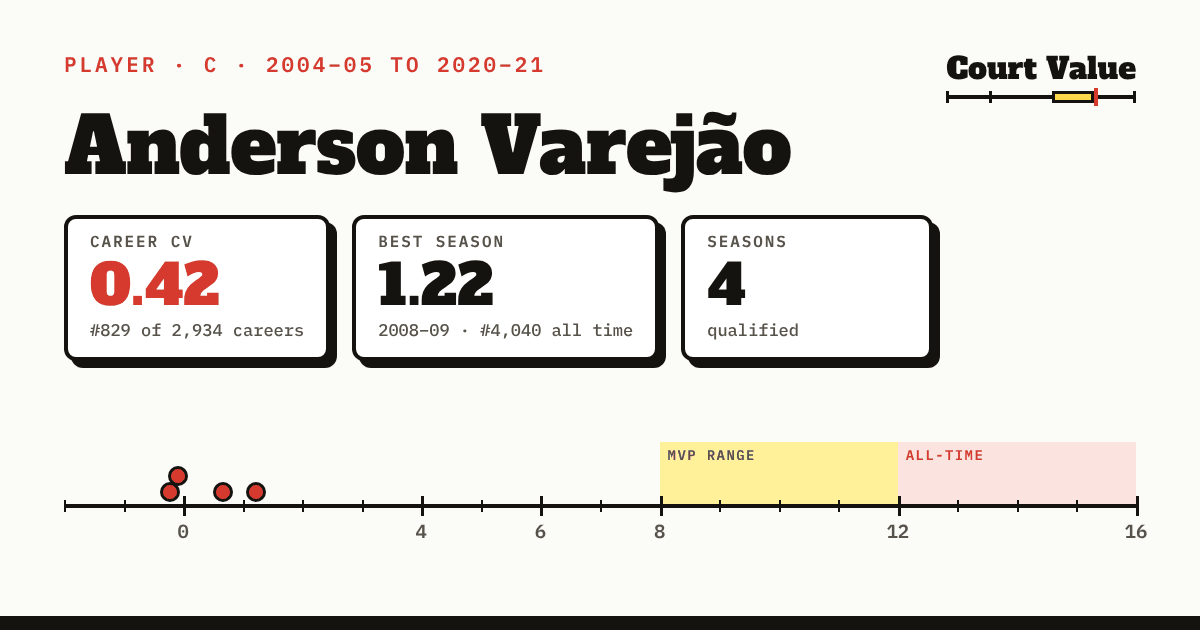 PLAYER · C · 2004–05 TO 2020–21
Court Value
Anderson Varejão
CAREER CV
0.42
#829 of 2,934 careers
BEST SEASON
1.22
2008–09 · #4,040 all time
SEASONS
4
qualified
MVP RANGE
ALL-TIME
0 4 6 8 12 16